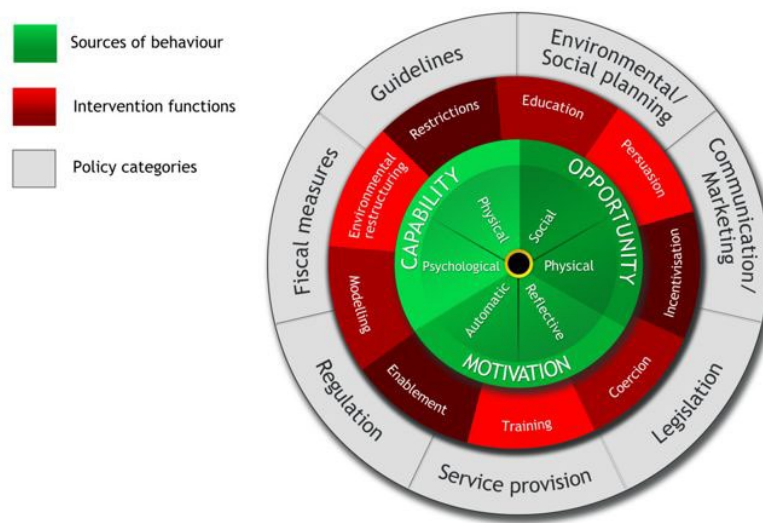 Sources of behaviour
Intervention functions
Policy categories
Guidelines
Environmental/
Social planning
Communication/
Marketing
Legislation
Service provision
Regulation
Fiscal measures
Restrictions
Education
Persuasion
Incentivisation
Coercion
Training
Enablement
Modelling
Environmental
restructuring
CAPABILITY
OPPORTUNITY
MOTIVATION
Physical
Social
Psychological
Physical
Automatic
Reflective